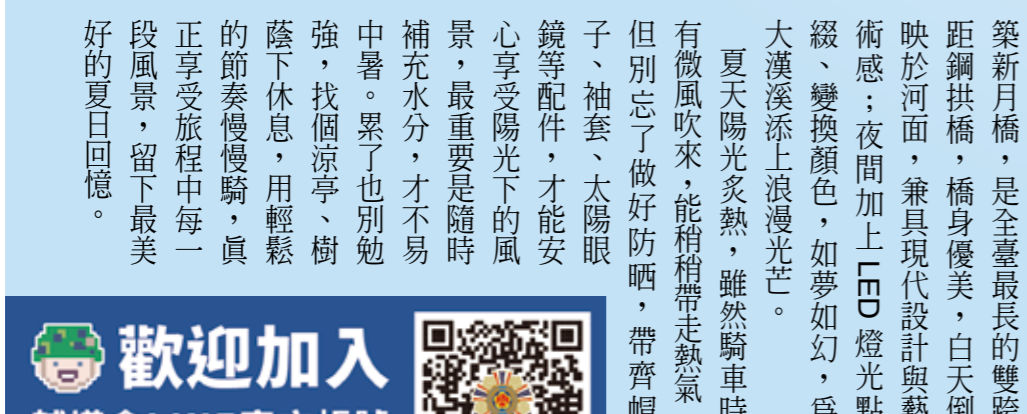 築新月橋，是全臺最長的雙跨
距鋼拱橋，橋身優美，白天倒
映於河面，兼具現代設計與藝
術感；夜間加上LED燈光點
綴、變換顏色，如夢如幻，爲
大漢溪添上浪漫光芒。
夏天陽光炙熱，雖然騎車時
有微風吹來，能稍稍帶走熱氣
但別忘了做好防晒，帶齊帽
子、袖套、太陽眼
鏡等配件，才能安
心享受陽光下的風
景，最重要是隨時
補充水分，才不易
中暑。累了也別勉
強，找個涼亭、樹
蔭下休息，用輕鬆
的節奏慢慢騎，眞
正享受旅程中每一
段風景，留下最美
好的夏日回憶。
歡迎加入